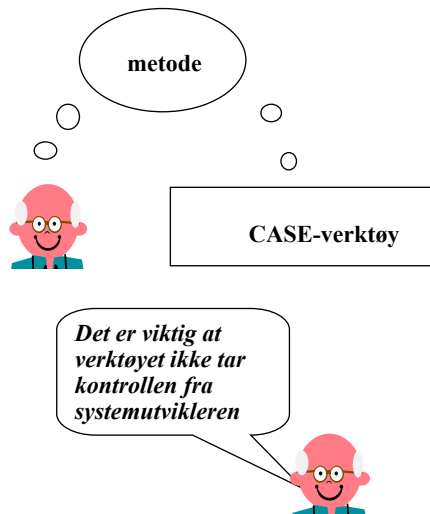 metode
CASE-verktøy
Det er viktig at
verktøyet ikke tar
kontrollen fra
systemutvikleren